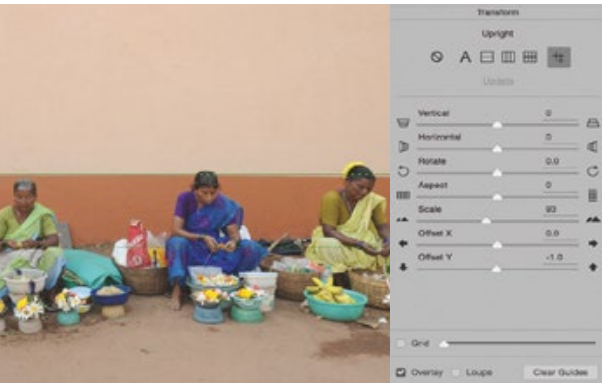 Transform
Upright
A
Update
Vertical 0
Horizontal 0
Rotate 0.0
Aspect 0
Scale 93
Offset X 0.0
Offset Y -1.0
Grid
Overlay Loupe Clear Guides